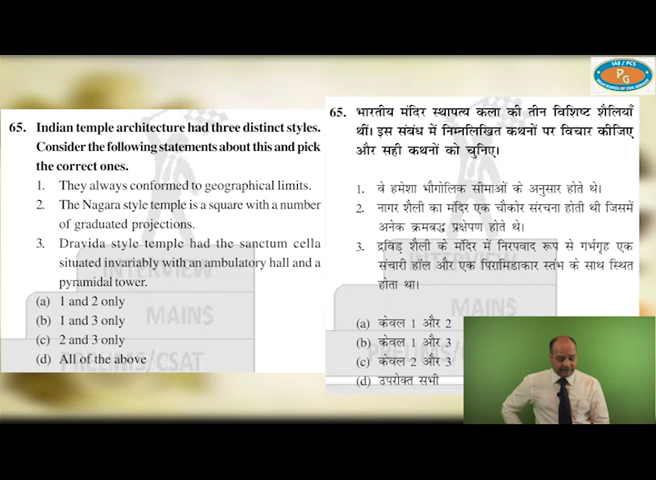 IAS / PCS
PG
65. Indian temple architecture had three distinct styles.
Consider the following statements about this and pick
the correct ones.
1. They always conformed to geographical limits.
2. The Nagara style temple is a square with a number
of graduated projections.
3. Dravida style temple had the sanctum cella
situated invariably with an ambulatory hall and a
pyramidal tower.
(a) 1 and 2 only
(b) 1 and 3 only
(c) 2 and 3 only
(d) All of the above
INTERVIEW
MAINS
PRELIMS/CSAT
65. भारतीय मंदिर स्थापत्य कला की तीन विशिष्ट शैलियाँ
थीं। इस संबंध में निम्नलिखित कथनों पर विचार कीजिए
और सही कथनों को चुनिए।
1. वे हमेशा भौगोलिक सीमाओं के अनुसार होते थे।
2. नागर शैली का मंदिर एक चौकोर संरचना होती थी जिसमें
अनेक क्रमबद्ध प्रक्षेपण होते थे।
3. द्रविड़ शैली के मंदिर में निरपवाद रूप से गर्भगृह एक
संचारी हॉल और एक पिरामिडाकार स्तंभ के साथ स्थित
होता था।
(a) केवल 1 और 2
(b) केवल 1 और 3
(c) केवल 2 और 3
(d) उपरोक्त सभी
INTERVIEW
MAINS